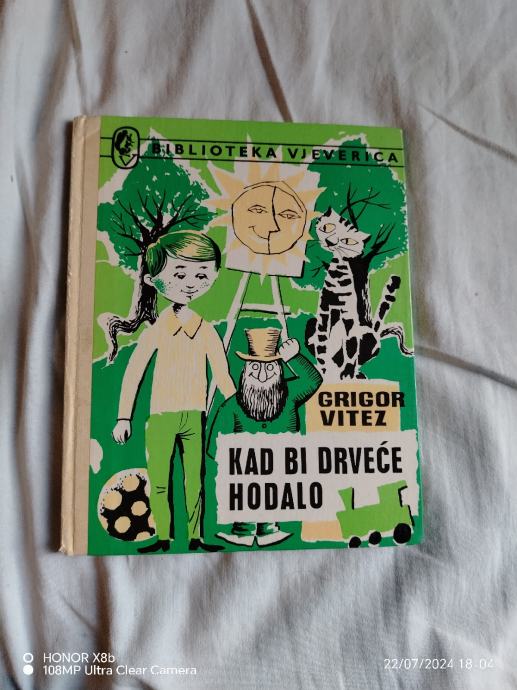 BIBLIOTEKA VJEVERICA
GRIGOR
VITEZ
KAD BI DRVEĆE
HODALO
HONOR X8b
108MP Ultra Clear Camera
22/07/2024 18:04